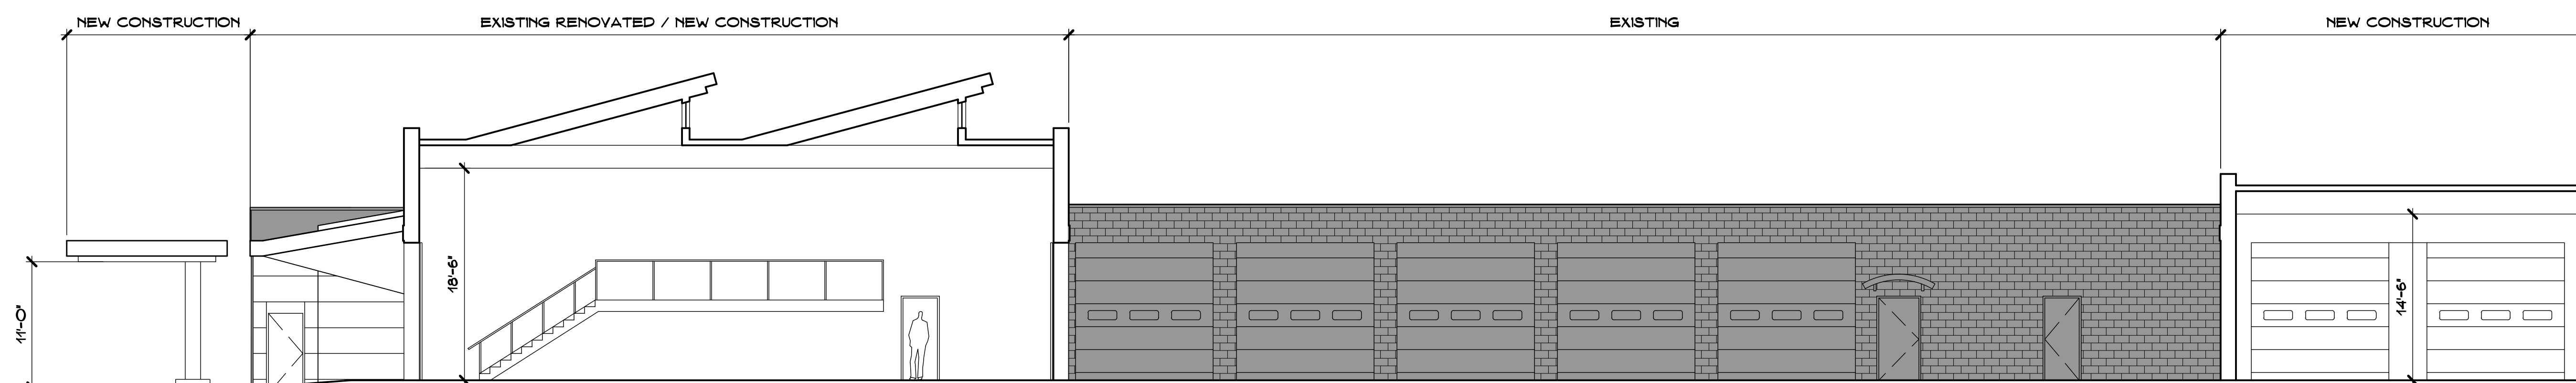 NEW CONSTRUCTION
EXISTING RENOVATED / NEW CONSTRUCTION
EXISTING
NEW CONSTRUCTION
11'-0"
18'-6"
14'-6"